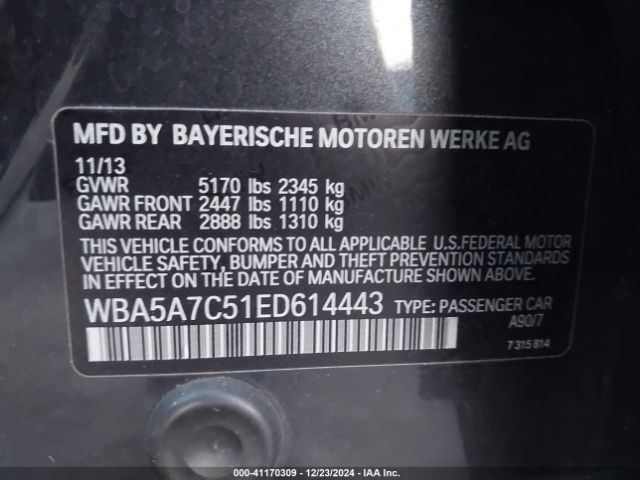 MFD BY BAYERISCHE MOTOREN WERKE AG
11/13
GVWR 5170 lbs 2345 kg
GAWR FRONT 2447 lbs 1110 kg
GAWR REAR 2888 lbs 1310 kg
THIS VEHICLE CONFORMS TO ALL APPLICABLE U.S.FEDERAL MOTOR
VEHICLE SAFETY, BUMPER AND THEFT PREVENTION STANDARDS
IN EFFECT ON THE DATE OF MANUFACTURE SHOWN ABOVE.
WBA5A7C51ED614443 TYPE: PASSENGER CAR
A90/7
7 315 814
000-41170309 - 12/23/2024 - IAAI.COM